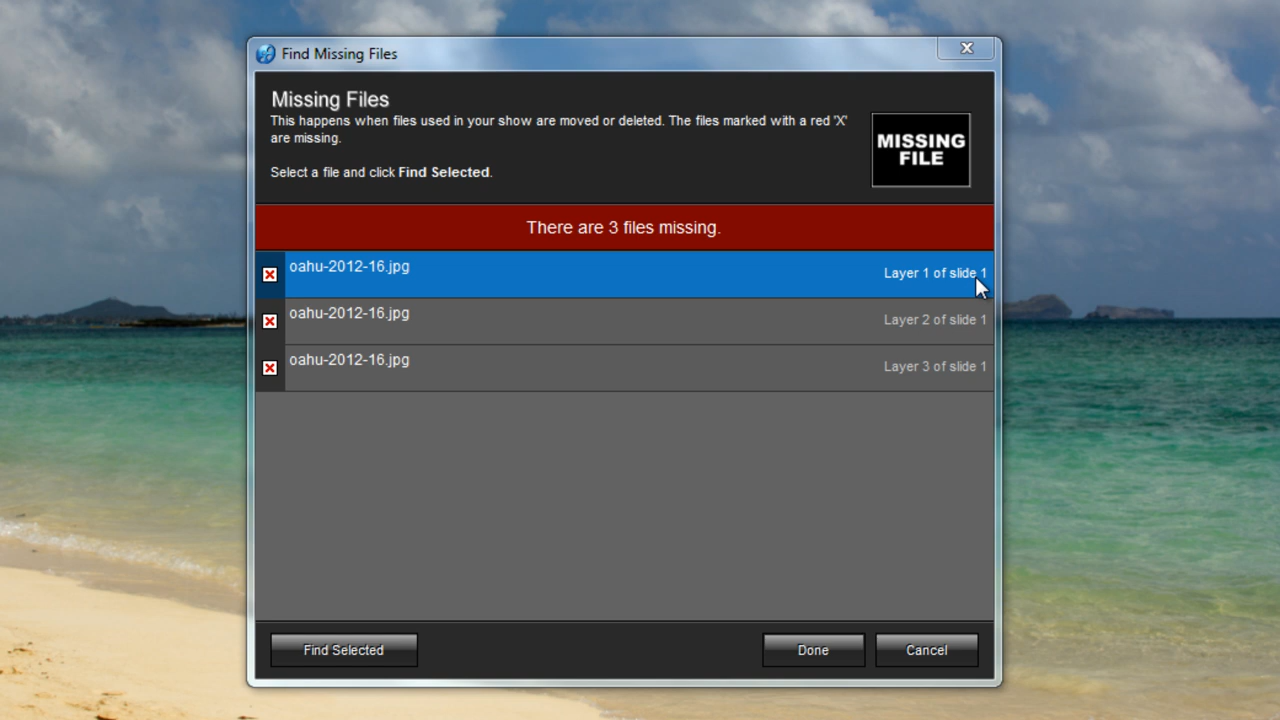 Find Missing Files
Missing Files
This happens when files used in your show are moved or deleted. The files marked with a red 'X'
are missing.
Select a file and click Find Selected.
MISSING
FILE
There are 3 files missing.
oahu-2012-16.jpg
Layer 1 of slide 1
oahu-2012-16.jpg
Layer 2 of slide 1
oahu-2012-16.jpg
Layer 3 of slide 1
Find Selected
Done
Cancel